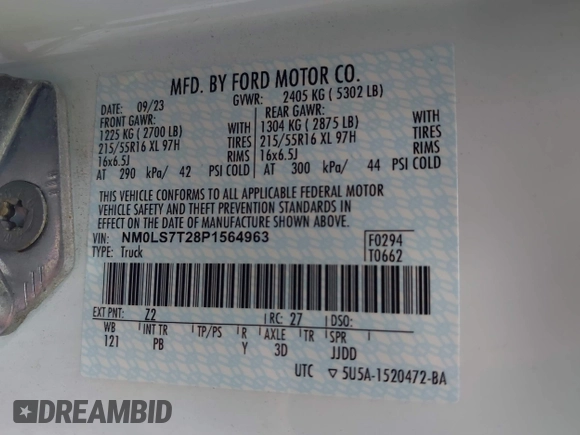 MFD. BY FORD MOTOR CO.
DATE: 09/23 GVWR: 2405 KG ( 5302 LB)
FRONT GAWR: REAR GAWR:
1225 KG ( 2700 LB) WITH 1304 KG ( 2875 LB) WITH
215/55R16 XL 97H TIRES 215/55R16 XL 97H TIRES
16x6.5J RIMS 16x6.5J RIMS
AT 290 kPa/ 42 PSI COLD AT 300 kPa/ 44 PSI COLD
THIS VEHICLE CONFORMS TO ALL APPLICABLE FEDERAL MOTOR
VEHICLE SAFETY AND THEFT PREVENTION STANDARDS IN
EFFECT ON THE DATE OF MANUFACTURE SHOWN ABOVE.
VIN: NM0LS7T28P1564963 F0294
TYPE: Truck T0662
EXT PNT: Z2 RC: 27 DSO:
WB INT TR TP/PS R AXLE TR SPR
121 PB Y 3D JJDD
UTC ▽ 5U5A-1520472-BA
DREAMBID